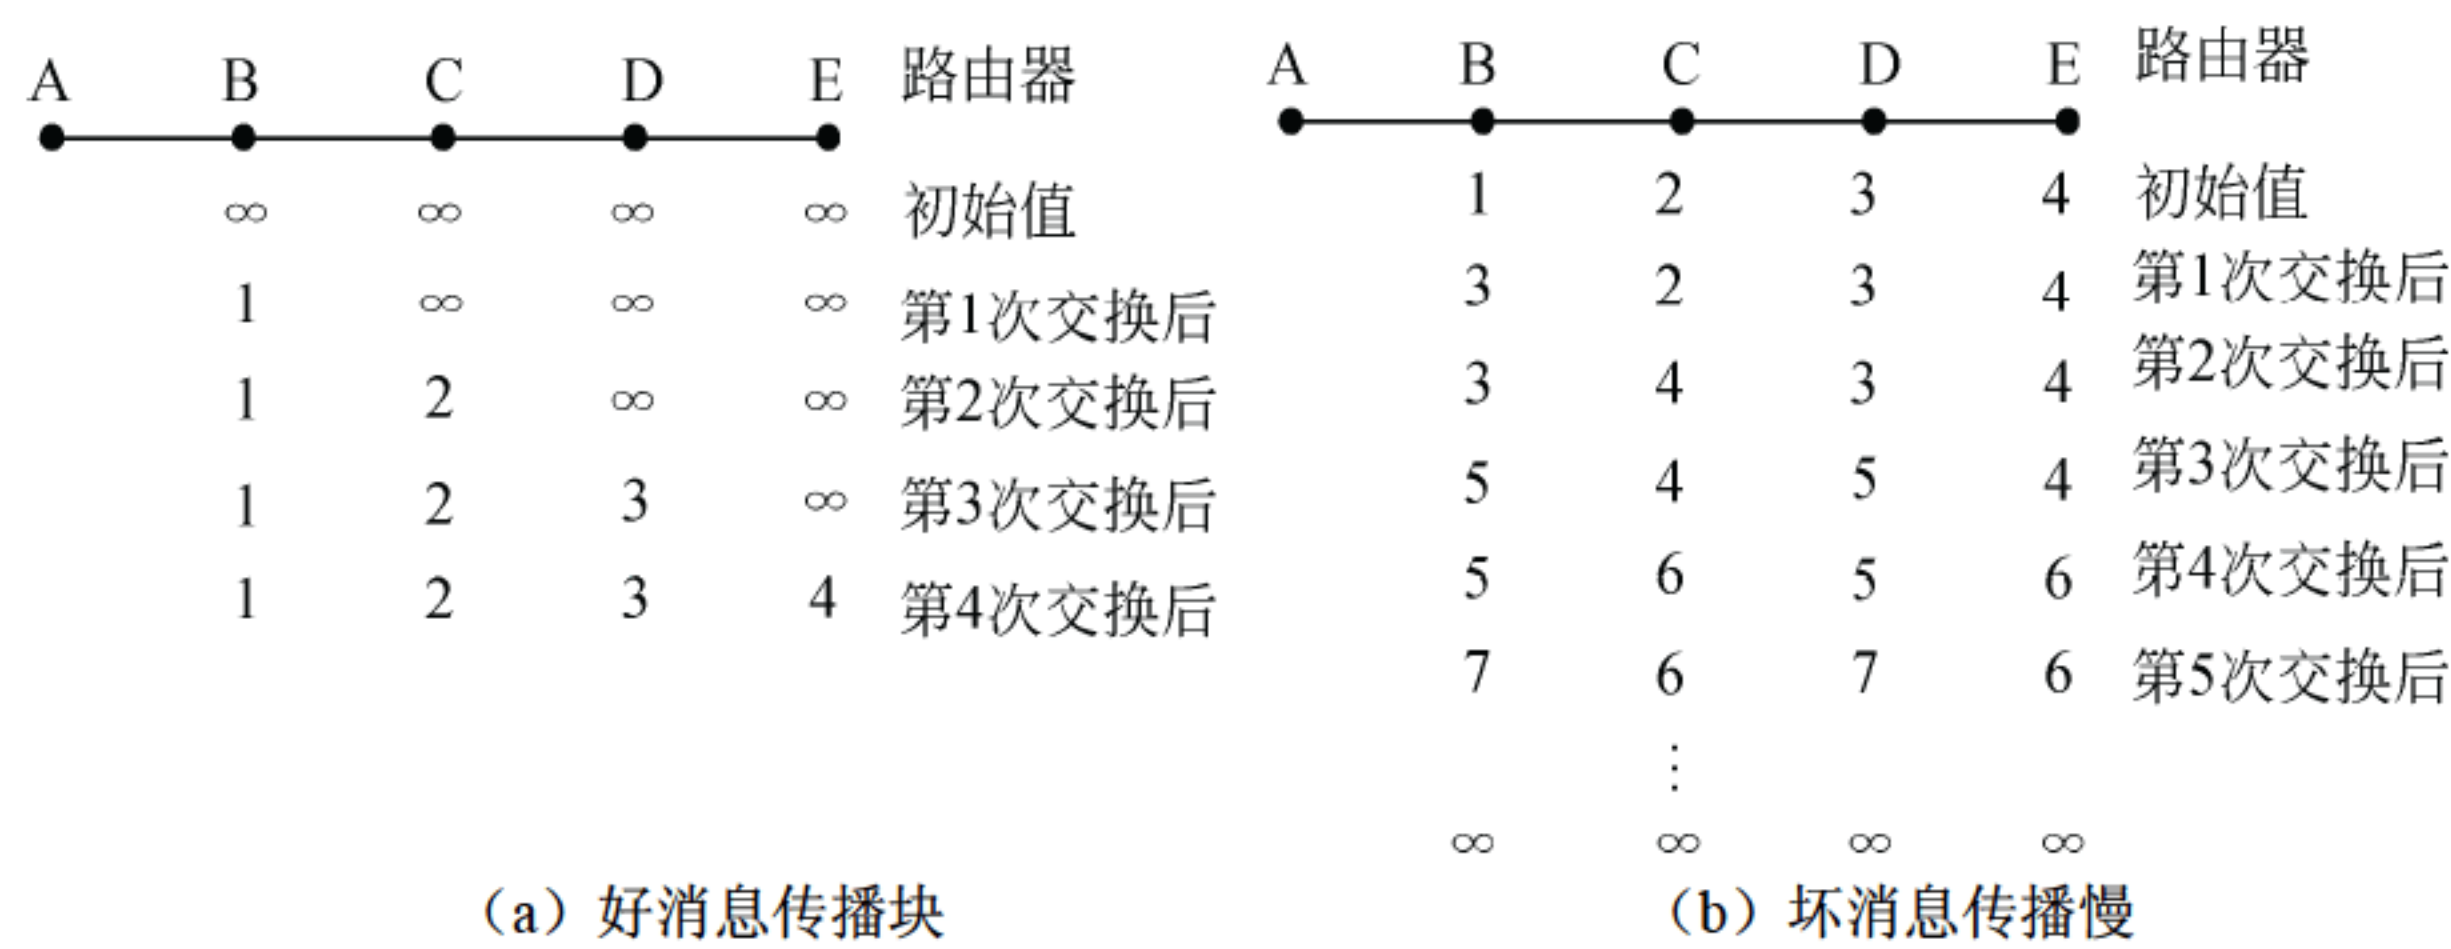 A B C D E 路由器
∞ ∞ ∞ ∞ 初始值
1 ∞ ∞ ∞ 第1次交换后
1 2 ∞ ∞ 第2次交换后
1 2 3 ∞ 第3次交换后
1 2 3 4 第4次交换后
（a）好消息传播块
A B C D E 路由器
1 2 3 4 初始值
3 2 3 4 第1次交换后
3 4 3 4 第2次交换后
5 4 5 4 第3次交换后
5 6 5 6 第4次交换后
7 6 7 6 第5次交换后
⋮
∞ ∞ ∞ ∞
（b）坏消息传播慢